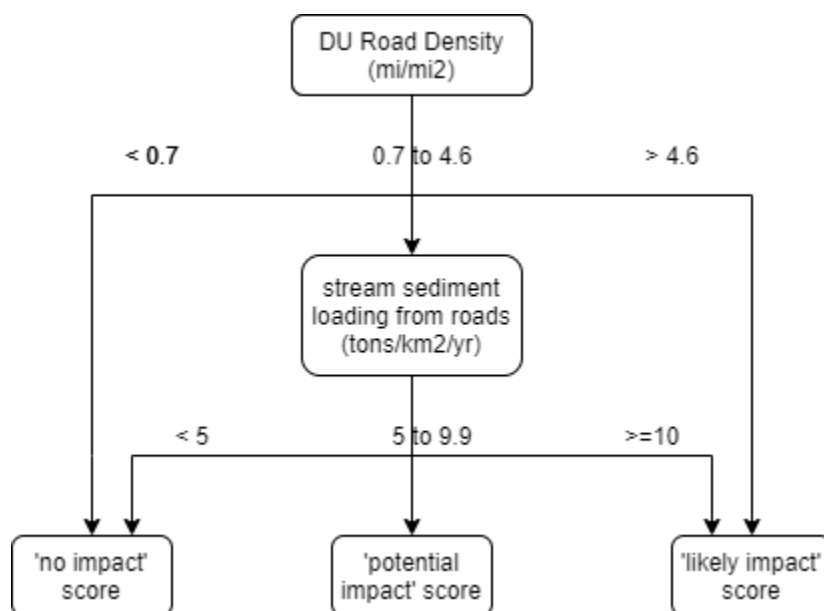 DU Road Density
(mi/mi2)
< 0.7
0.7 to 4.6
> 4.6
stream sediment
loading from roads
(tons/km2/yr)
< 5
5 to 9.9
>=10
'no impact'
score
'potential
impact' score
'likely impact'
score